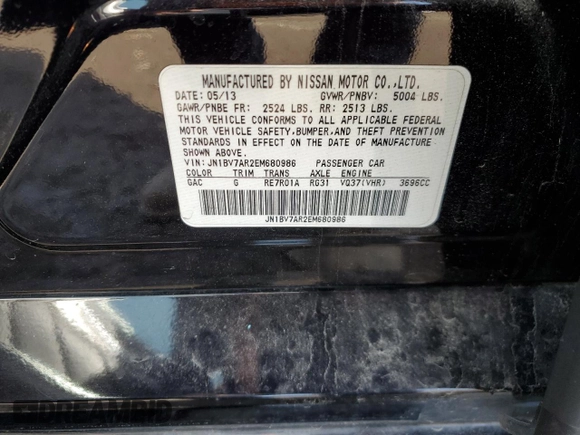 MANUFACTURED BY NISSAN MOTOR CO.,LTD.
DATE: 05/13 GVWR/PNBV: 5004 LBS.
GAWR/PNBE FR: 2524 LBS. RR: 2513 LBS.
THIS VEHICLE CONFORMS TO ALL APPLICABLE FEDERAL
MOTOR VEHICLE SAFETY,BUMPER,AND THEFT PREVENTION
STANDARDS IN EFFECT ON THE DATE OF MANUFACTURE
SHOWN ABOVE.
VIN: JN1BV7AR2EM680986 PASSENGER CAR
COLOR TRIM TRANS AXLE ENGINE
GAC G RE7R01A RG31 VQ37(VHR) 3696CC
JN1BV7AR2EM680986